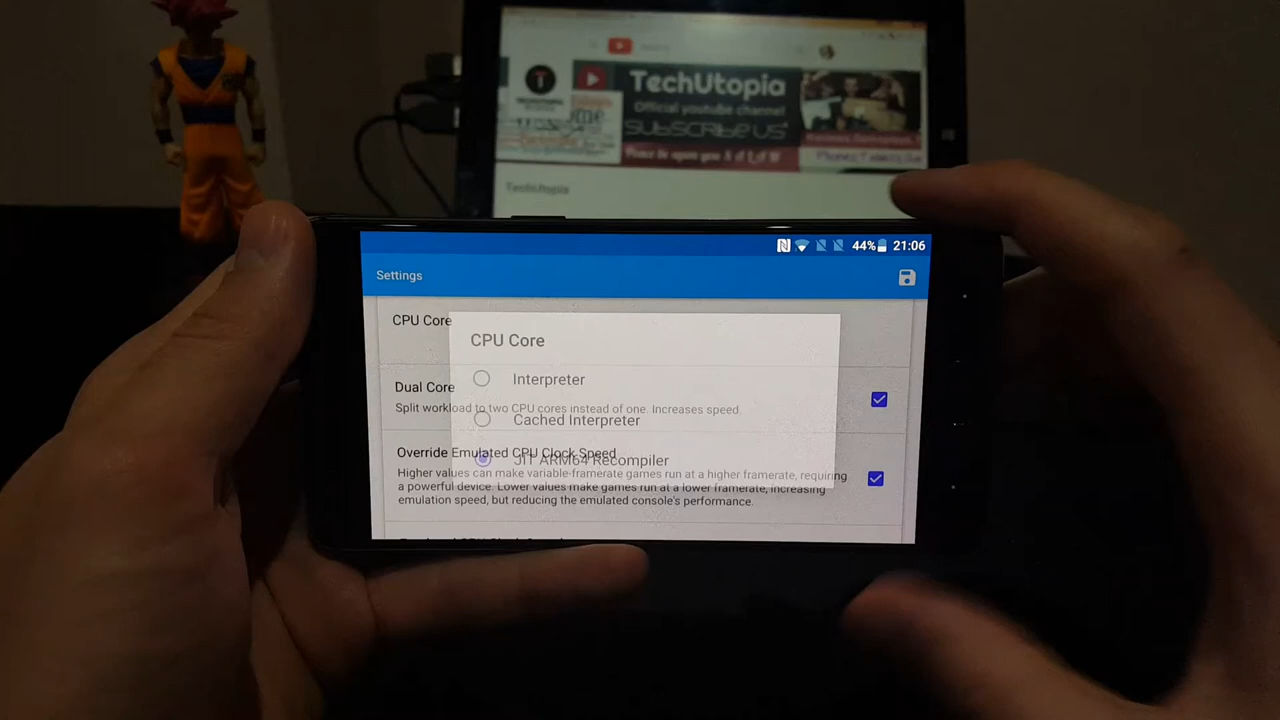 TechUtopia
Official youtube channel
SUBSCRIBE US
TechUtopia
44% 21:06
Settings
CPU Core
CPU Core
Interpreter
Dual Core
Split workload to two CPU cores instead of one. Increases speed.
Cached Interpreter
Override Emulated CPU Clock Speed
JIT ARM64 Recompiler
Higher values can make variable-framerate games run at a higher framerate, requiring
a powerful device. Lower values make games run at a lower framerate, increasing
emulation speed, but reducing the emulated console's performance.